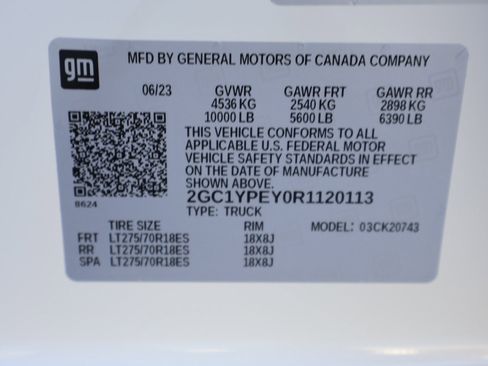 gm
MFD BY GENERAL MOTORS OF CANADA COMPANY
06/23 GVWR GAWR FRT GAWR RR
4536 KG 2540 KG 2898 KG
10000 LB 5600 LB 6390 LB
THIS VEHICLE CONFORMS TO ALL
APPLICABLE U.S. FEDERAL MOTOR
VEHICLE SAFETY STANDARDS IN EFFECT
ON THE DATE OF MANUFACTURE
SHOWN ABOVE.
8624
2GC1YPEY0R1120113
TYPE: TRUCK
TIRE SIZE RIM MODEL: 03CK20743
FRT LT275/70R18ES 18X8J
RR LT275/70R18ES 18X8J
SPA LT275/70R18ES 18X8J